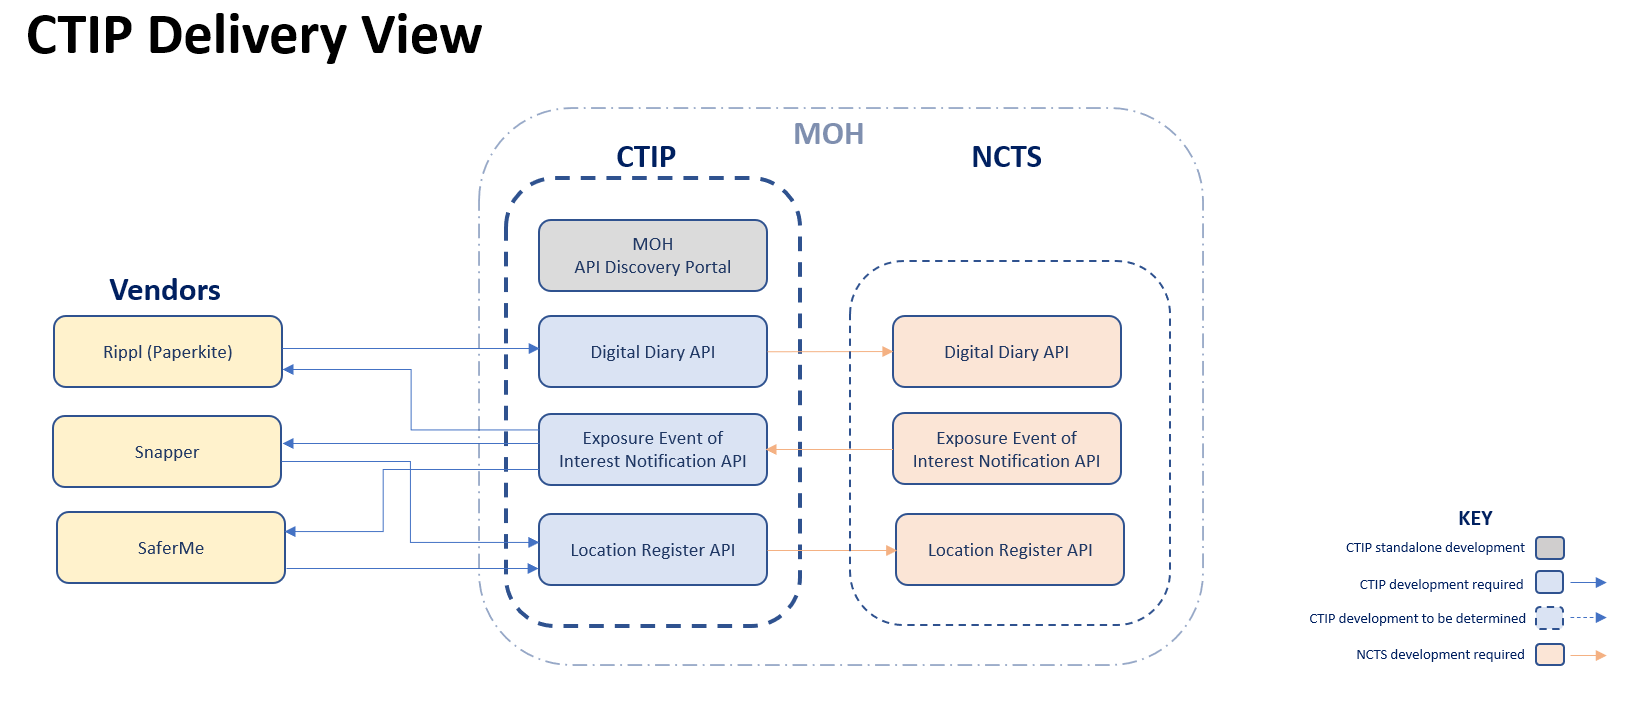 CTIP Delivery View
MOH
CTIP
NCTS
MOH
API Discovery Portal
Vendors
Rippl (Paperkite)
Digital Diary API
Digital Diary API
Snapper
Exposure Event of
Interest Notification API
Exposure Event of
Interest Notification API
SaferMe
Location Register API
Location Register API
KEY
CTIP standalone development
CTIP development required
CTIP development to be determined
NCTS development required